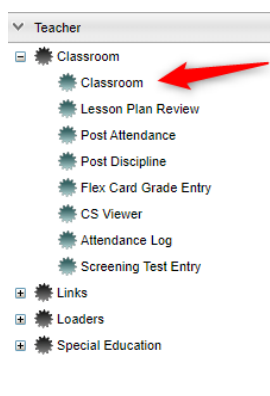 Teacher
Classroom
Classroom
Lesson Plan Review
Post Attendance
Post Discipline
Flex Card Grade Entry
CS Viewer
Attendance Log
Screening Test Entry
Links
Loaders
Special Education